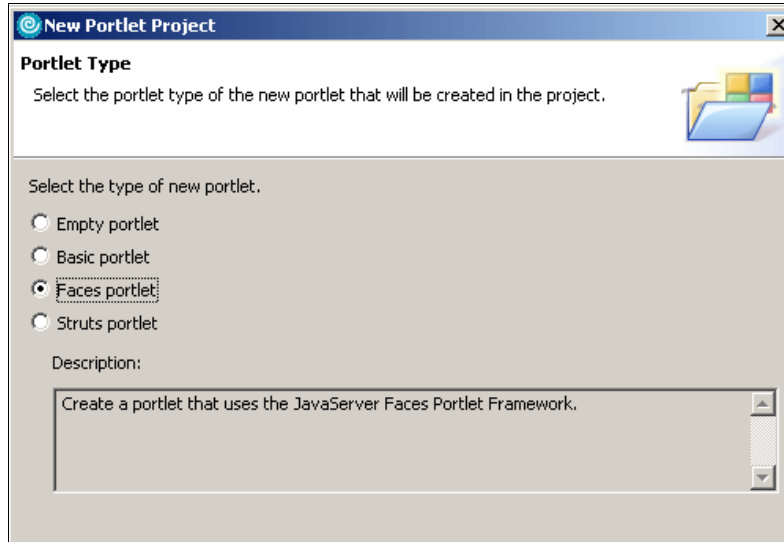 New Portlet Project
Portlet Type
Select the portlet type of the new portlet that will be created in the project.
Select the type of new portlet.
Empty portlet
Basic portlet
Faces portlet
Struts portlet
Description:
Create a portlet that uses the JavaServer Faces Portlet Framework.